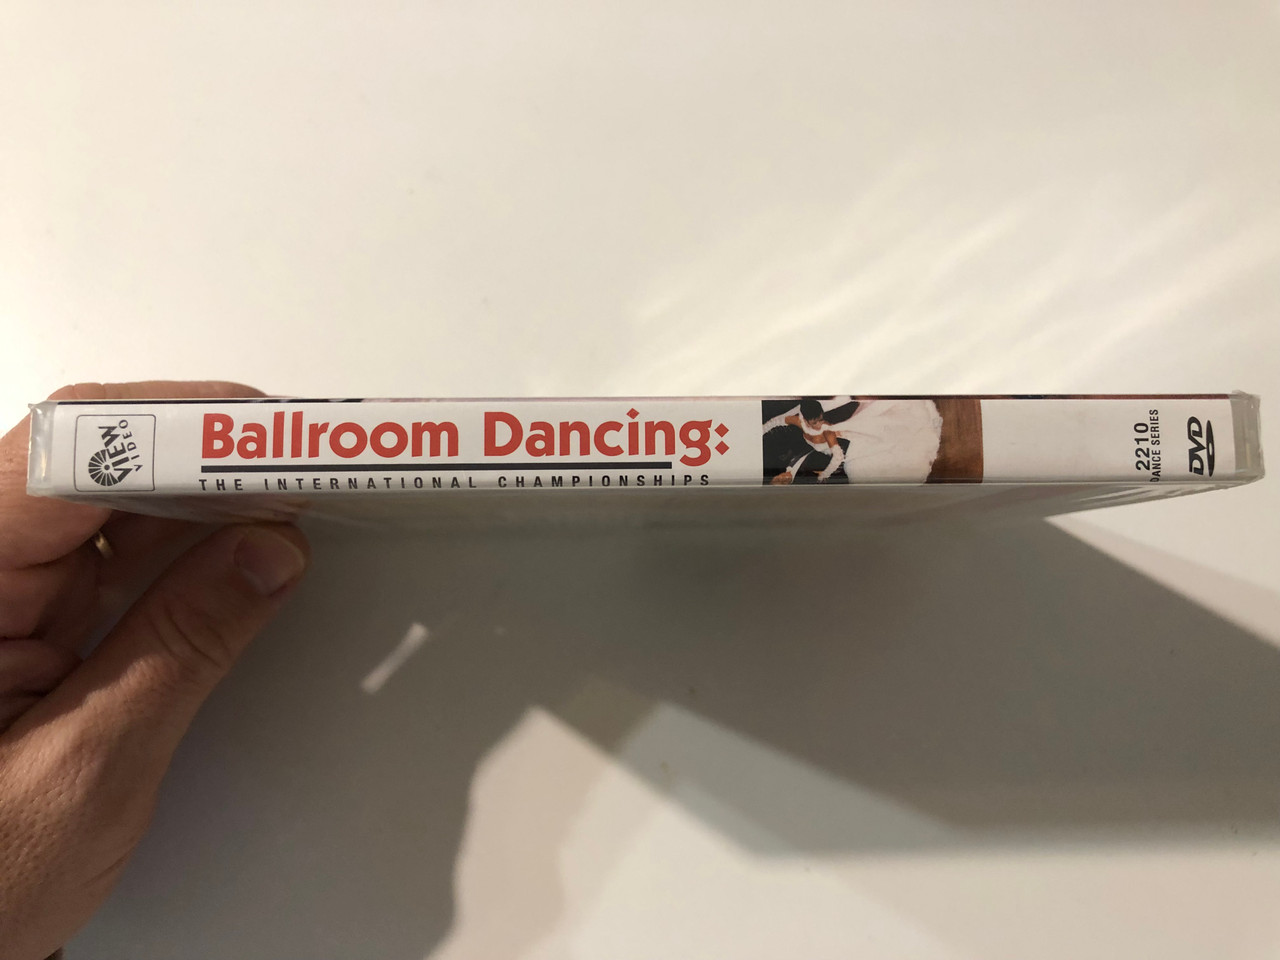 VIEW
VIDEO
Ballroom Dancing:
THE INTERNATIONAL CHAMPIONSHIPS
2210
DANCE SERIES
DVD